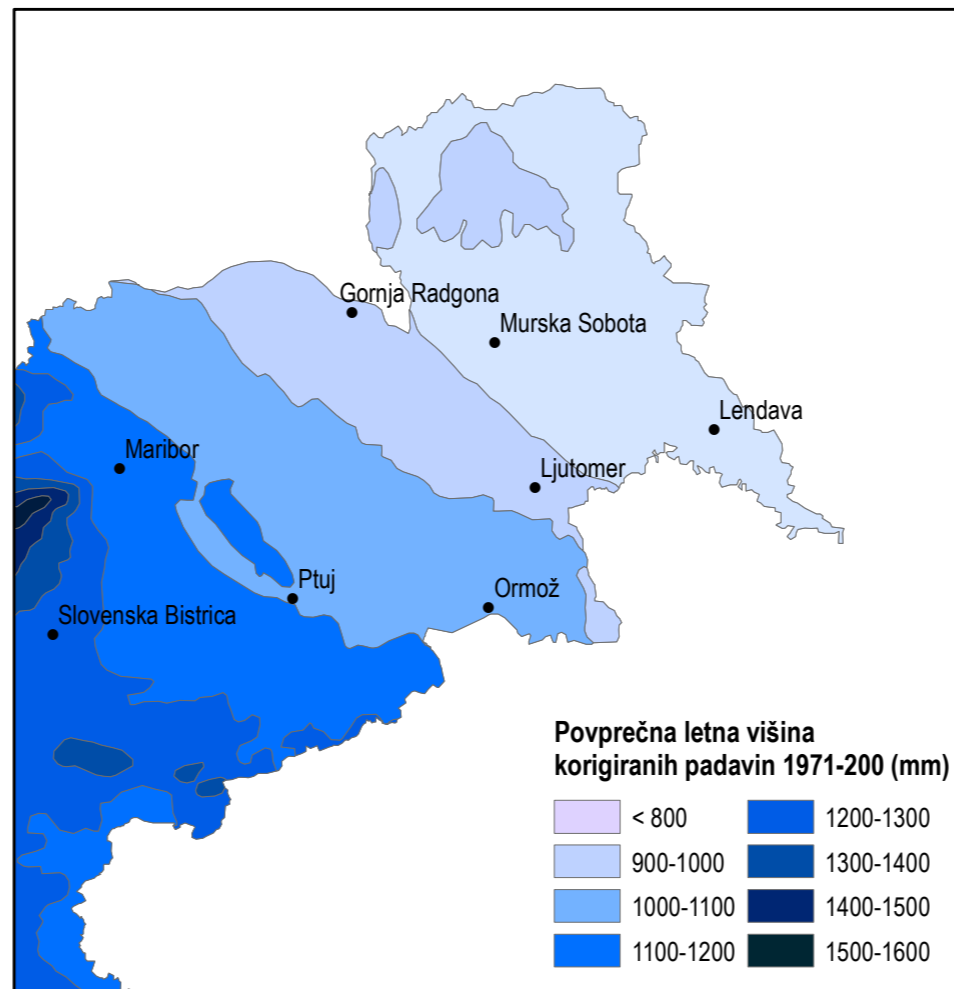 Gornja Radgona
Murska Sobota
Lendava
Maribor
Ljutomer
Ptuj
Ormož
Slovenska Bistrica
Povprečna letna višina
korigiranih padavin 1971-200 (mm)
< 800
900-1000
1000-1100
1100-1200
1200-1300
1300-1400
1400-1500
1500-1600